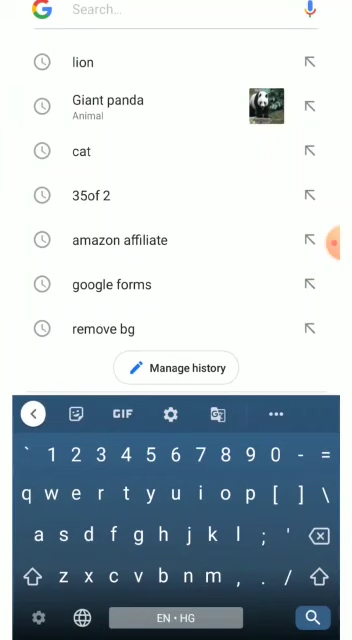 Search...
lion
Giant panda
Animal
cat
35of 2
amazon affiliate
google forms
remove bg
Manage history
GIF
` 1 2 3 4 5 6 7 8 9 0 - =
q w e r t y u i o p [ ] \
a s d f g h j k l ; '
z x c v b n m , . /
EN • HG